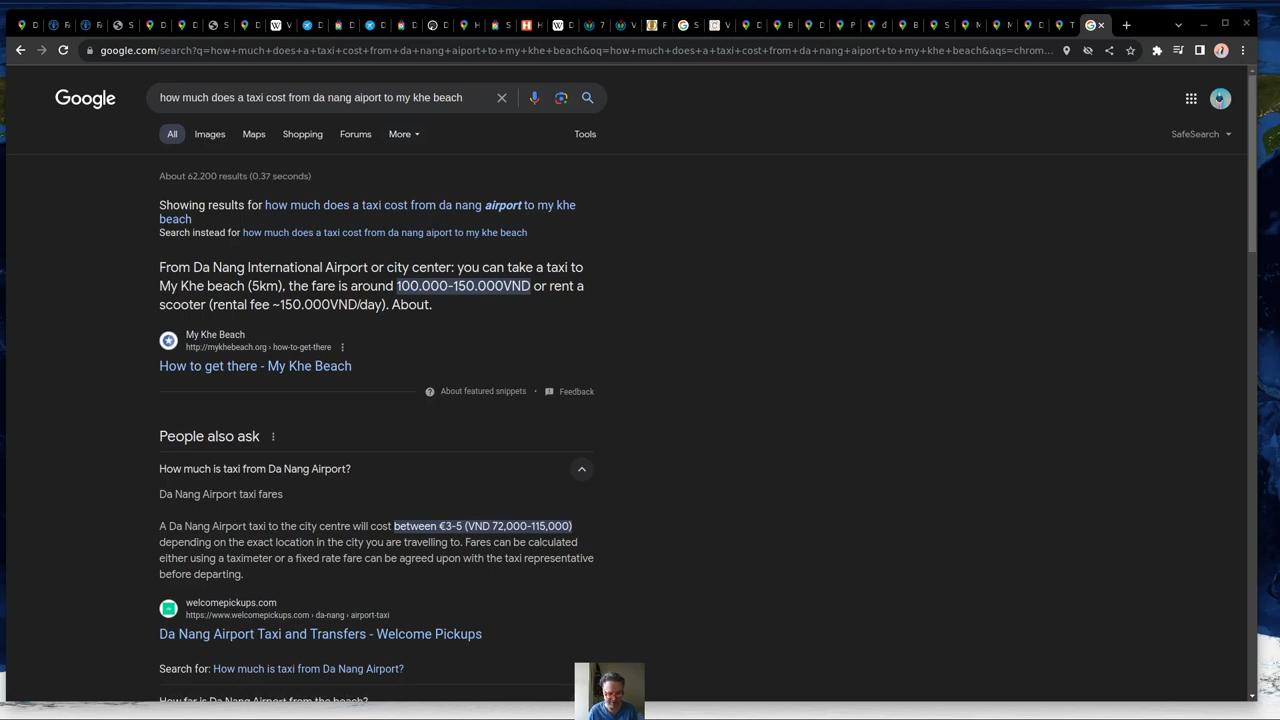 google.com/search?q=how+much+does+a+taxi+cost+from+da+nang+aiport+to+my+khe+beach&oq=how+much+does+a+taxi+cost+from+da+nang+aiport+to+my+khe+beach&aqs=chrom...
Google
how much does a taxi cost from da nang aiport to my khe beach
All Images Maps Shopping Forums More Tools
SafeSearch
About 62,200 results (0.37 seconds)
Showing results for how much does a taxi cost from da nang airport to my khe
beach
Search instead for how much does a taxi cost from da nang aiport to my khe beach
From Da Nang International Airport or city center: you can take a taxi to
My Khe beach (5km), the fare is around 100.000-150.000VND or rent a
scooter (rental fee ~150.000VND/day). About.
My Khe Beach
http://mykhebeach.org › how-to-get-there
How to get there - My Khe Beach
About featured snippets • Feedback
People also ask
How much is taxi from Da Nang Airport?
Da Nang Airport taxi fares
A Da Nang Airport taxi to the city centre will cost between €3-5 (VND 72,000-115,000)
depending on the exact location in the city you are travelling to. Fares can be calculated
either using a taximeter or a fixed rate fare can be agreed upon with the taxi representative
before departing.
welcomepickups.com
https://www.welcomepickups.com › da-nang › airport-taxi
Da Nang Airport Taxi and Transfers - Welcome Pickups
Search for: How much is taxi from Da Nang Airport?
How far is Da Nang Airport from the beach?